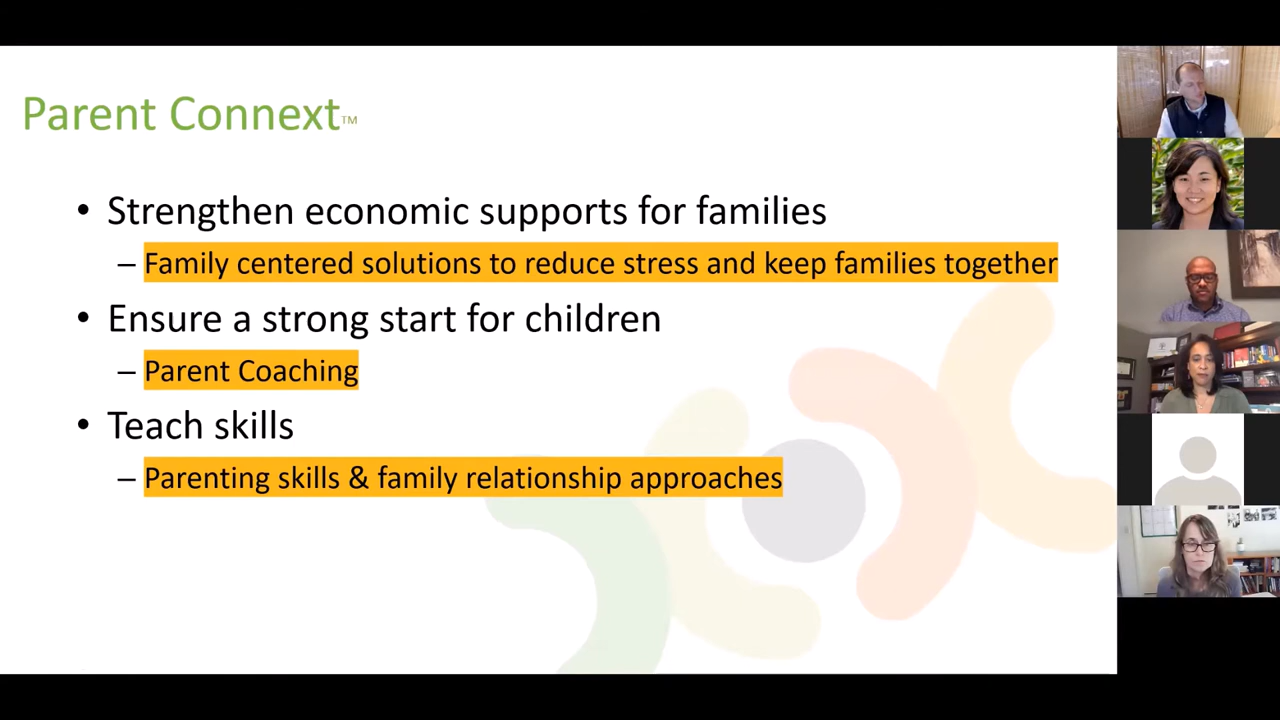 Parent Connext™
• Strengthen economic supports for families
– Family centered solutions to reduce stress and keep families together
• Ensure a strong start for children
– Parent Coaching
• Teach skills
– Parenting skills & family relationship approaches